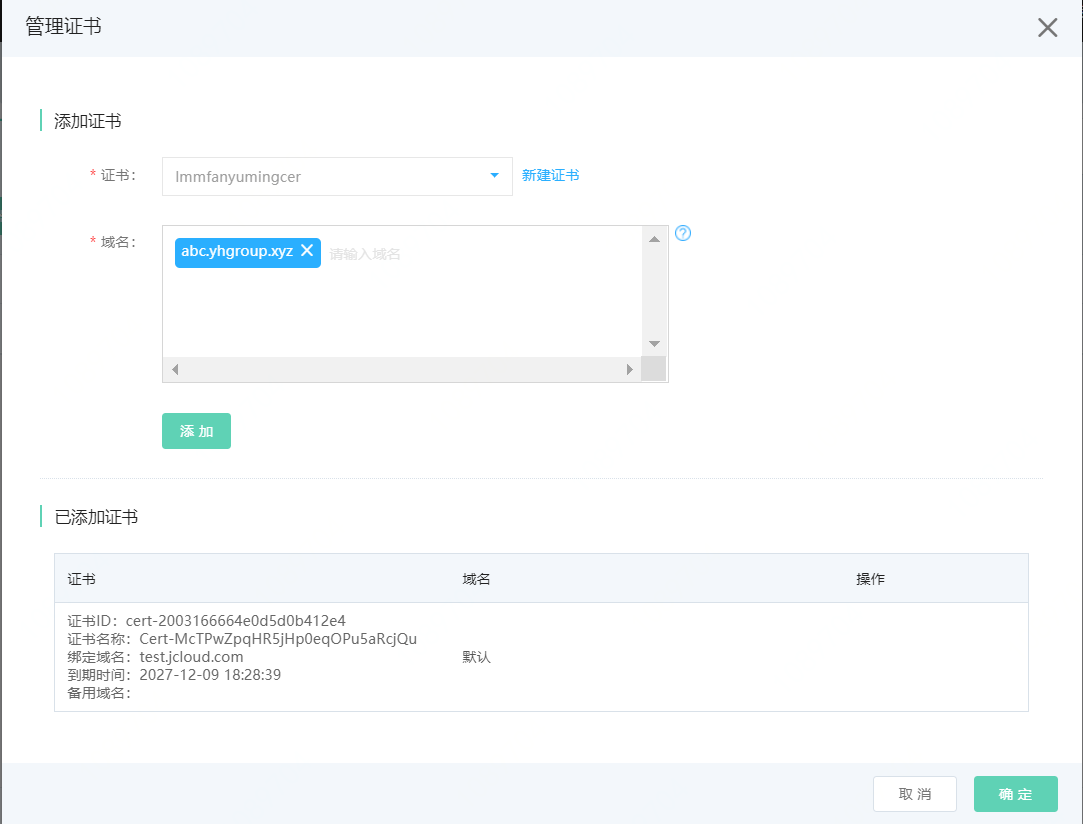 管理证书
添加证书
* 证书： lmmfanyumingcer 新建证书
* 域名： abc.yhgroup.xyz 请输入域名
添 加
已添加证书
证书 域名 操作
证书ID：cert-2003166664e0d5d0b412e4
证书名称：Cert-McTPwZpqHR5jHp0eqOPu5aRcjQu
绑定域名：test.jcloud.com 默认
到期时间：2027-12-09 18:28:39
备用域名：
取 消 确 定